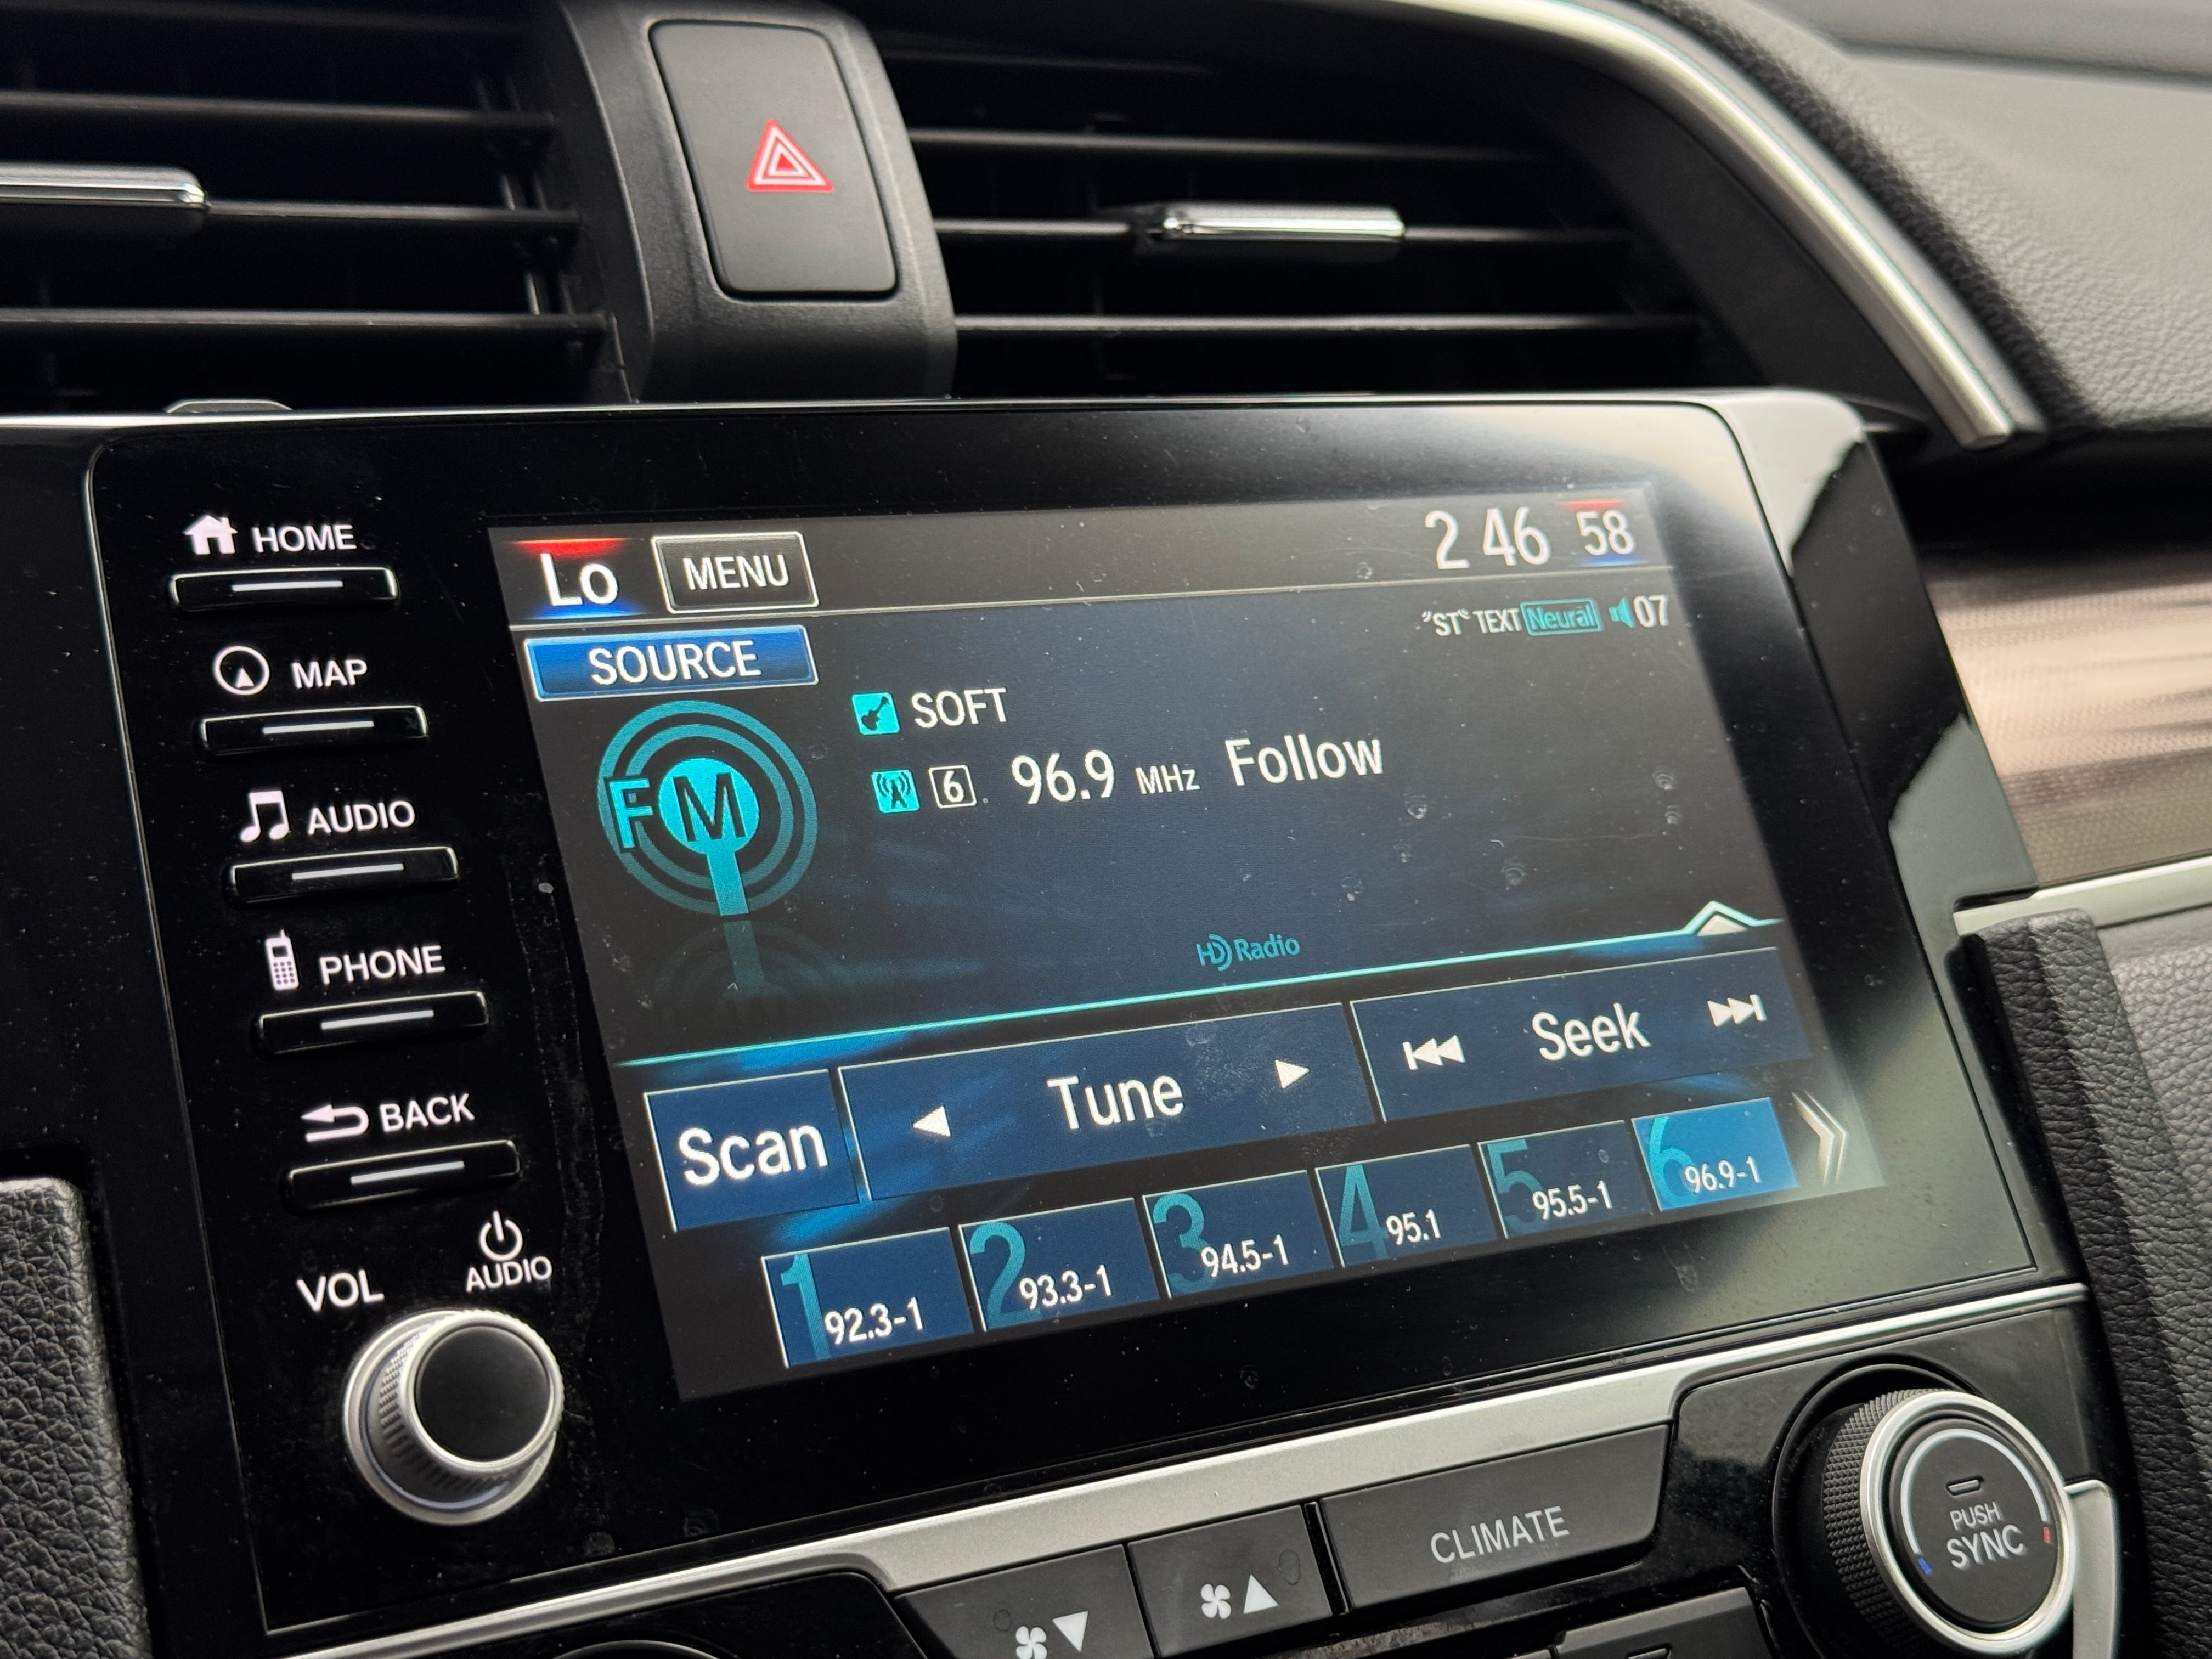 HOME
MAP
AUDIO
PHONE
BACK
VOL
AUDIO
Lo MENU 2 46 58
"ST" TEXT Neural 07
SOURCE
SOFT
FM
6 96.9 MHz Follow
HD Radio
Scan Tune Seek
1 92.3-1 2 93.3-1 3 94.5-1 4 95.1 5 95.5-1 6 96.9-1
CLIMATE
PUSH
SYNC